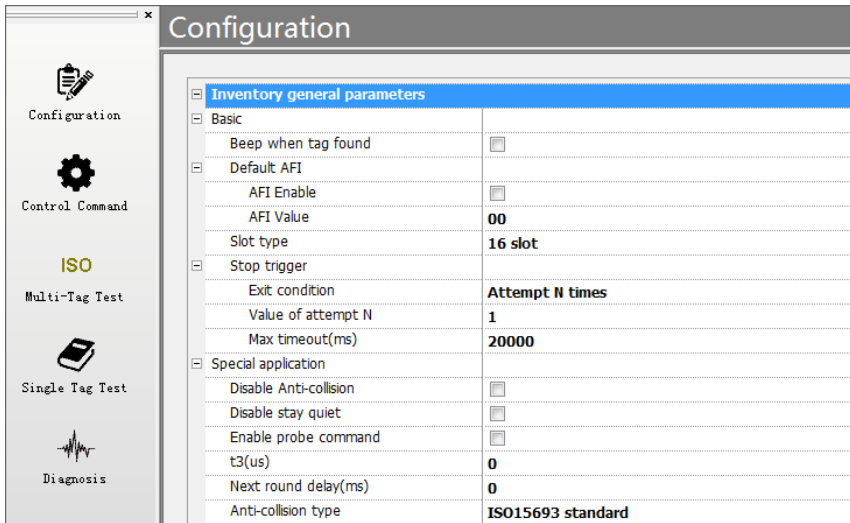 Configuration
Configuration
Control Command
ISO
Multi-Tag Test
Single Tag Test
Diagnosis
Inventory general parameters
Basic
Beep when tag found
Default AFI
AFI Enable
AFI Value 00
Slot type 16 slot
Stop trigger
Exit condition Attempt N times
Value of attempt N 1
Max timeout(ms) 20000
Special application
Disable Anti-collision
Disable stay quiet
Enable probe command
t3(us) 0
Next round delay(ms) 0
Anti-collision type ISO15693 standard